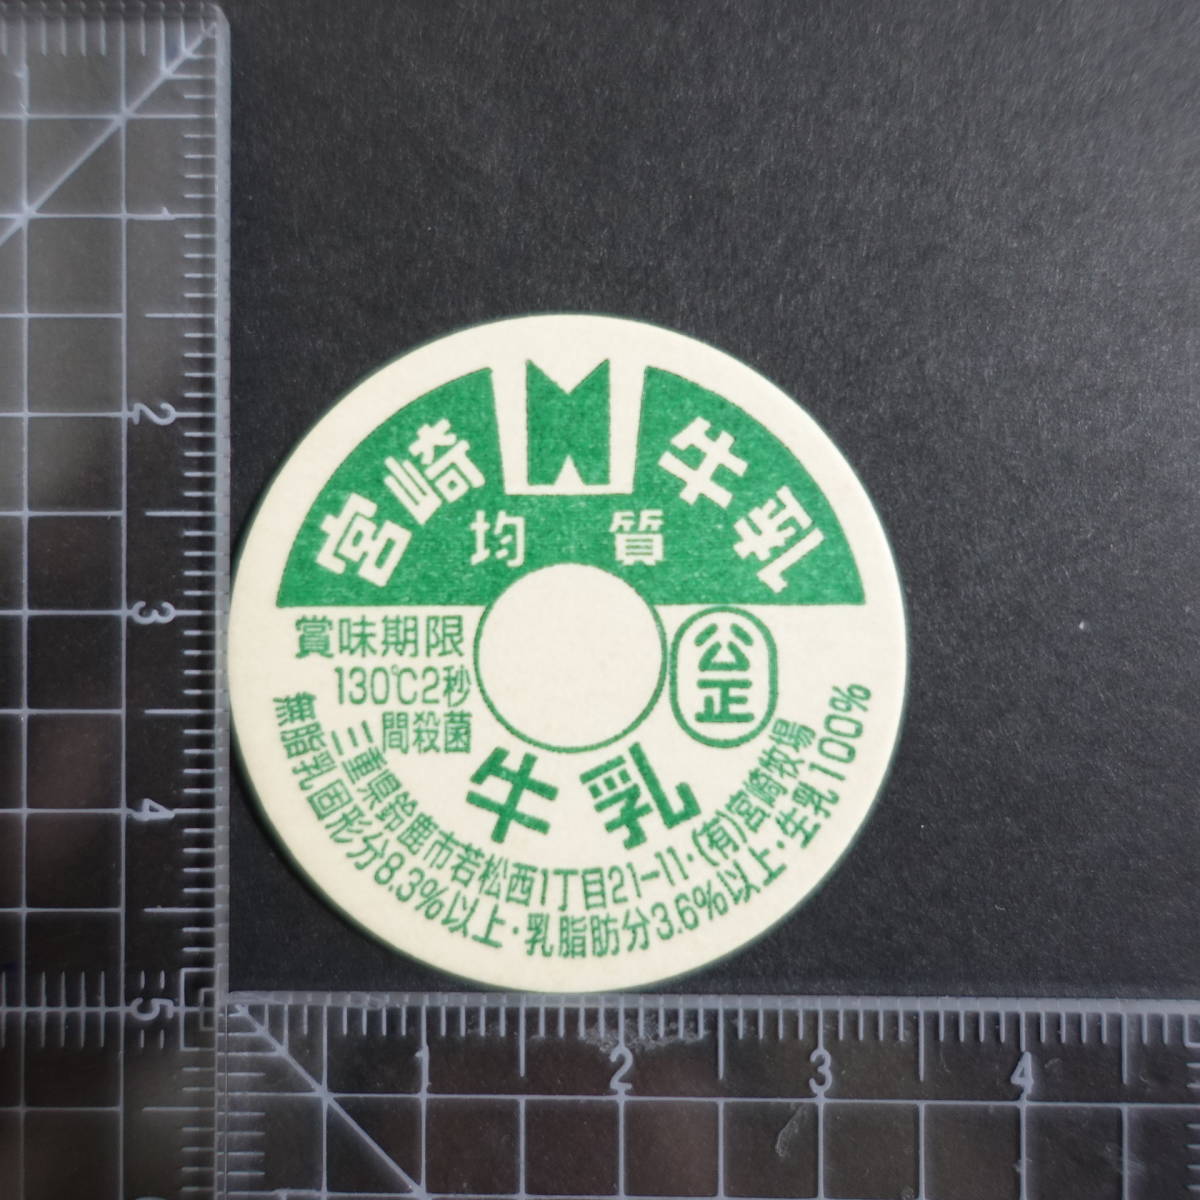 宮崎牛乳
均質
賞味期限
130℃2秒
間殺菌
公正
牛乳
三重県鈴鹿市若松西1丁目21-11・(有)宮崎牧場
無脂乳固形分8.3%以上・乳脂肪分3.6%以上・生乳100%
1
2
3
4
5
1
2
3
4